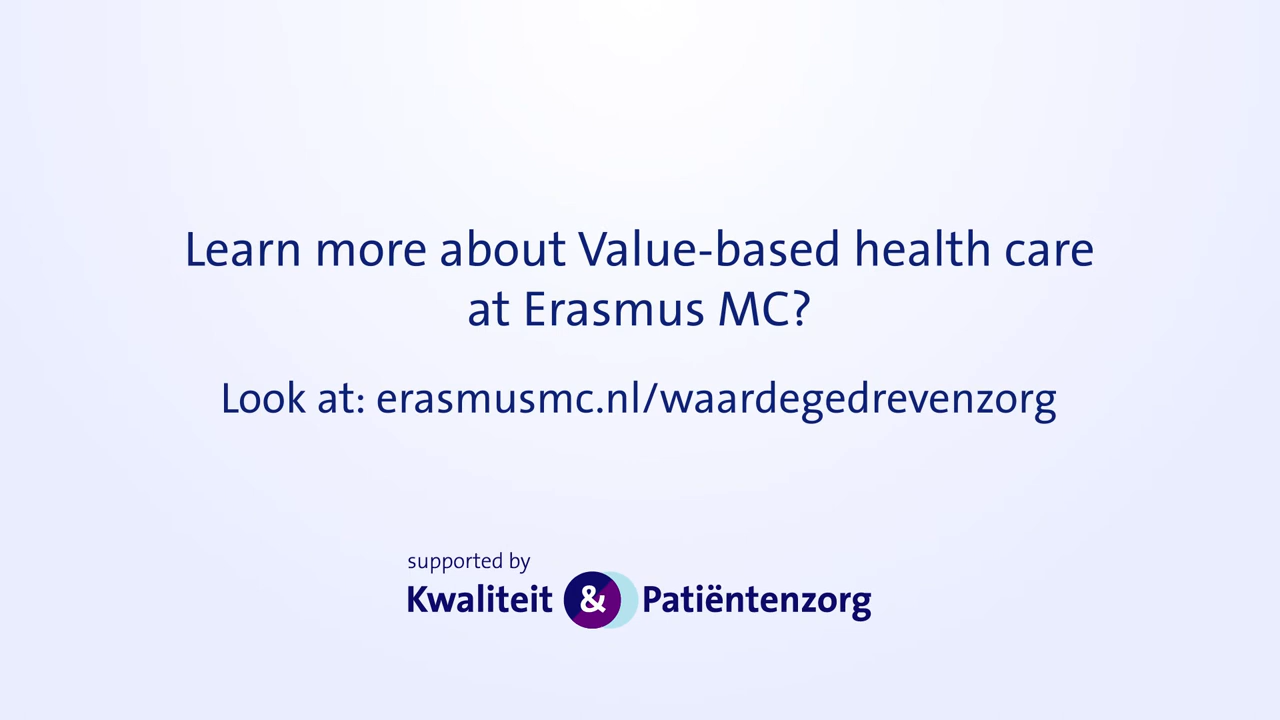 Learn more about Value-based health care
at Erasmus MC?
Look at: erasmusmc.nl/waardegedrevenzorg
supported by
Kwaliteit & Patiëntenzorg